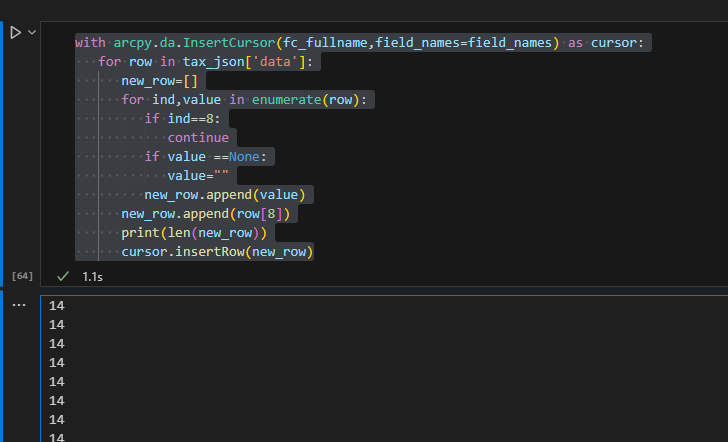 with arcpy.da.InsertCursor(fc_fullname,field_names=field_names) as cursor:
for row in tax_json['data']:
new_row=[]
for ind,value in enumerate(row):
if ind==8:
continue
if value ==None:
value=""
new_row.append(value)
new_row.append(row[8])
print(len(new_row))
cursor.insertRow(new_row)
[64] 1.1s
14
14
14
14
14
14
14
14